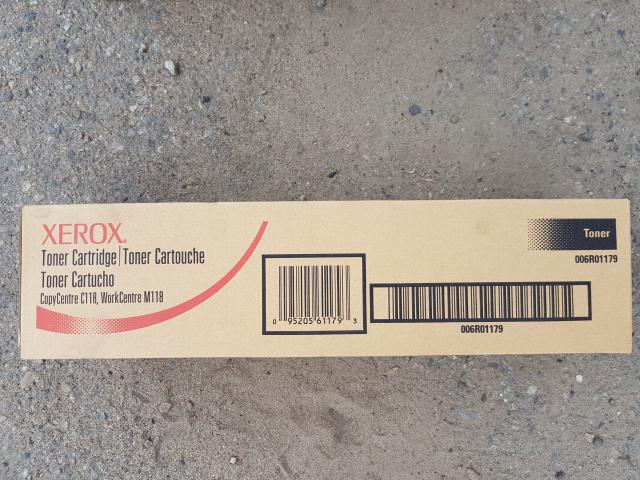 XEROX®
Toner Cartridge | Toner Cartouche
Toner Cartucho
CopyCentre C118, WorkCentre M118
0 95205 61179 3
006R01179
Toner
006R01179